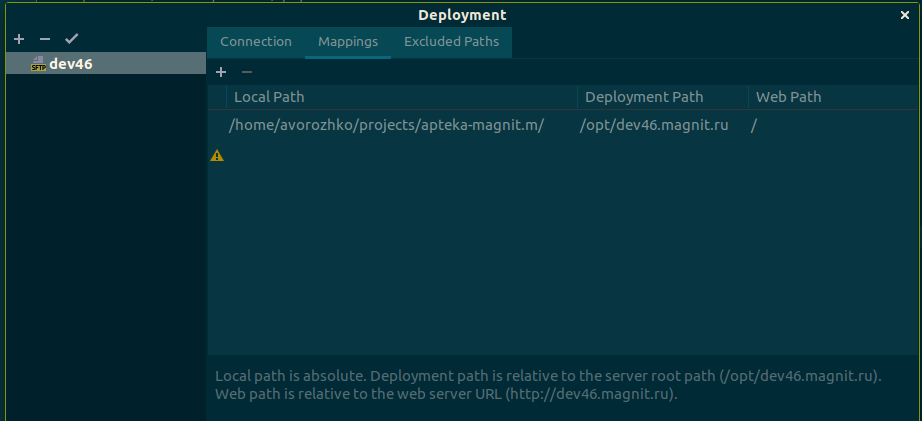 Deployment
Connection Mappings Excluded Paths
SFTP dev46
Local Path Deployment Path Web Path
/home/avorozhko/projects/apteka-magnit.m/ /opt/dev46.magnit.ru /
Local path is absolute. Deployment path is relative to the server root path (/opt/dev46.magnit.ru).
Web path is relative to the web server URL (http://dev46.magnit.ru).